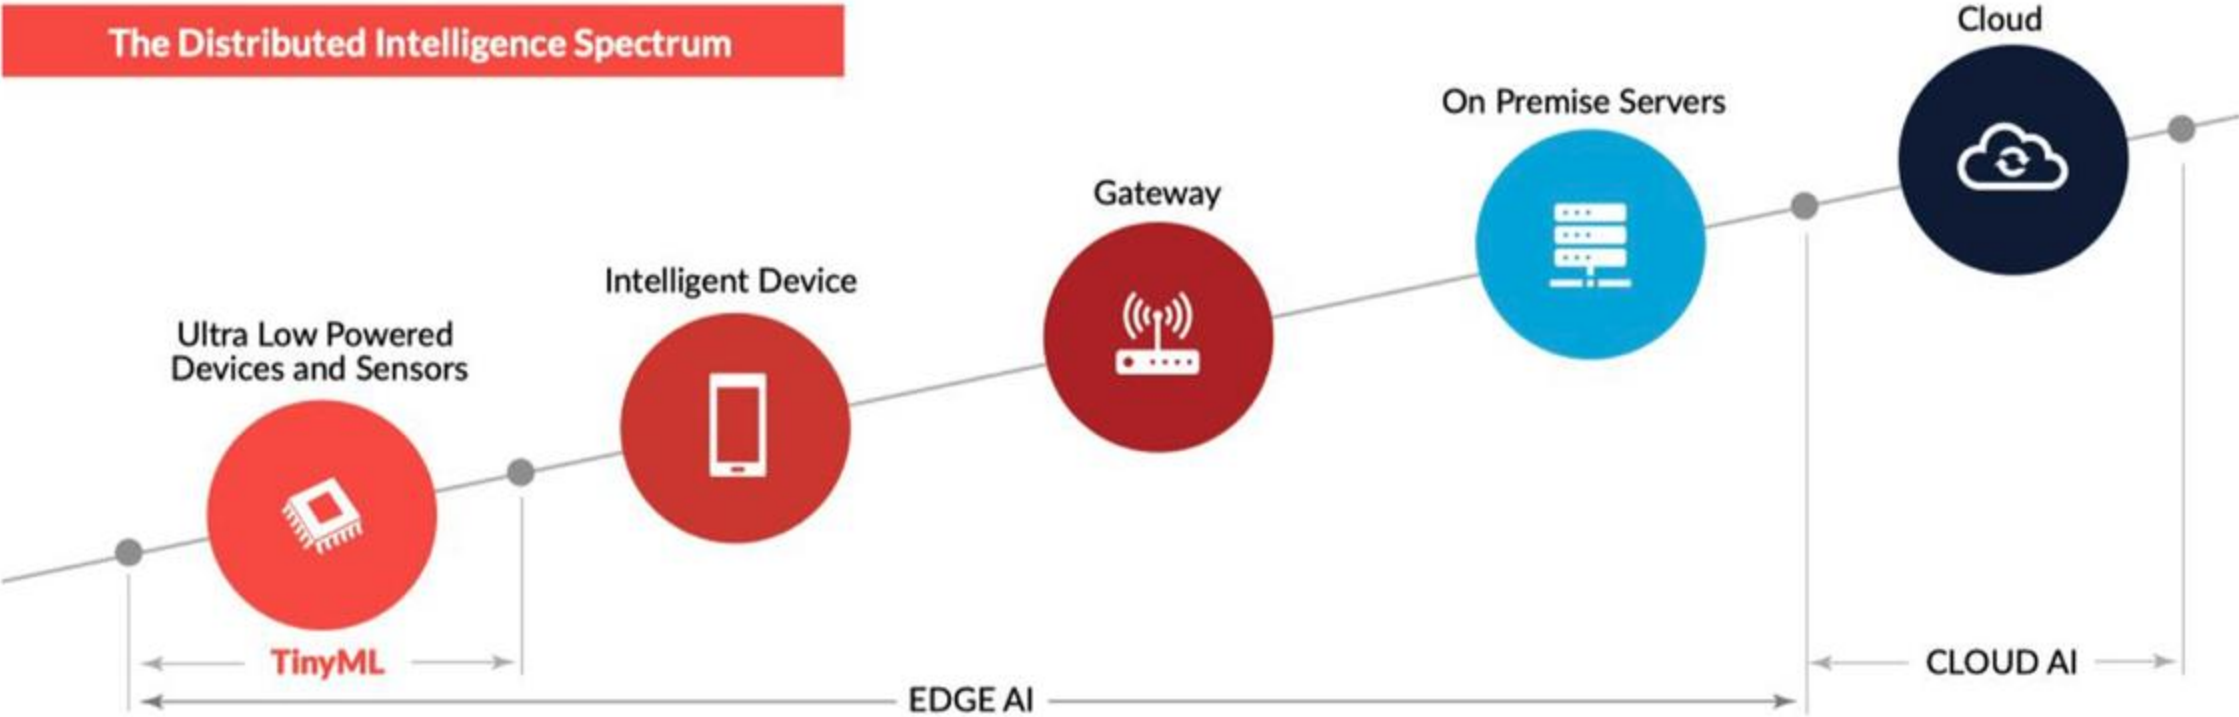 The Distributed Intelligence Spectrum
Cloud
On Premise Servers
Gateway
Intelligent Device
Ultra Low Powered
Devices and Sensors
TinyML
EDGE AI
CLOUD AI